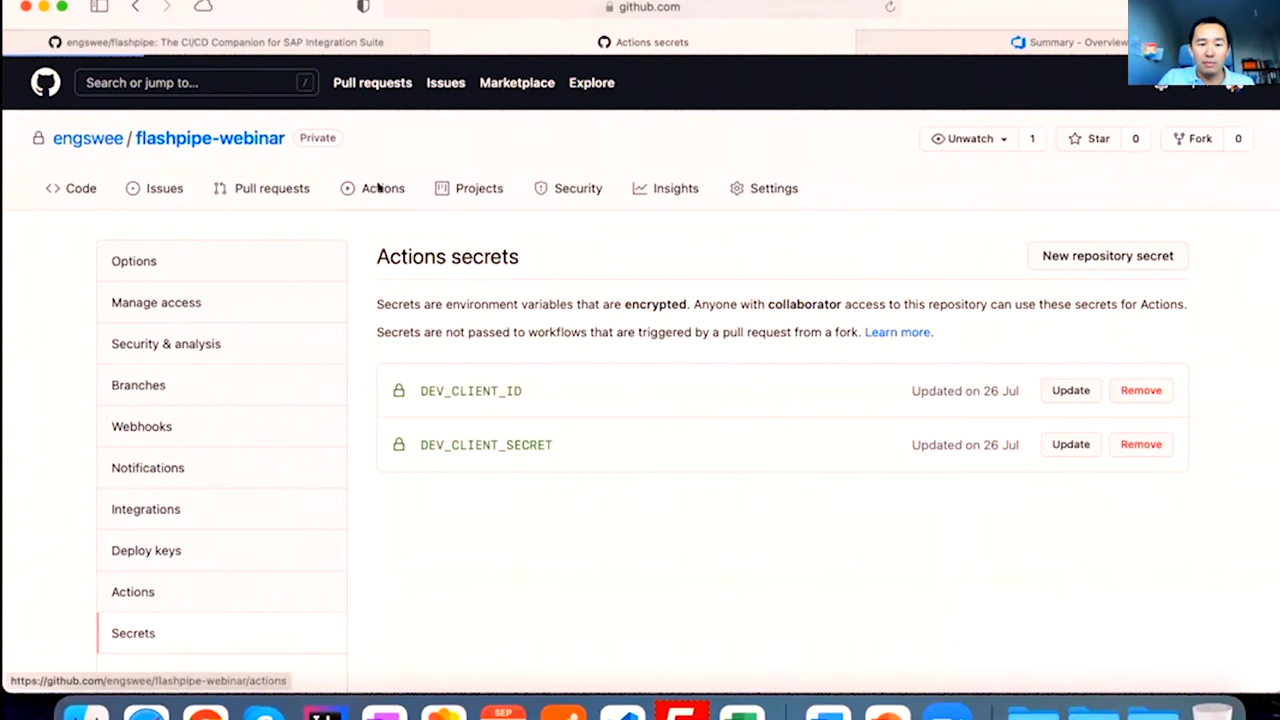 github.com
engswee/flashpipe: The CI/CD Companion for SAP Integration Suite
Actions secrets
Summary - Overview
Search or jump to... /
Pull requests Issues Marketplace Explore
engswee / flashpipe-webinar Private
Unwatch 1 Star 0 Fork 0
Code Issues Pull requests Actions Projects Security Insights Settings
Options
Manage access
Security & analysis
Branches
Webhooks
Notifications
Integrations
Deploy keys
Actions
Secrets
Actions secrets
New repository secret
Secrets are environment variables that are encrypted. Anyone with collaborator access to this repository can use these secrets for Actions.
Secrets are not passed to workflows that are triggered by a pull request from a fork. Learn more.
DEV_CLIENT_ID Updated on 26 Jul Update Remove
DEV_CLIENT_SECRET Updated on 26 Jul Update Remove
https://github.com/engswee/flashpipe-webinar/actions
SEP